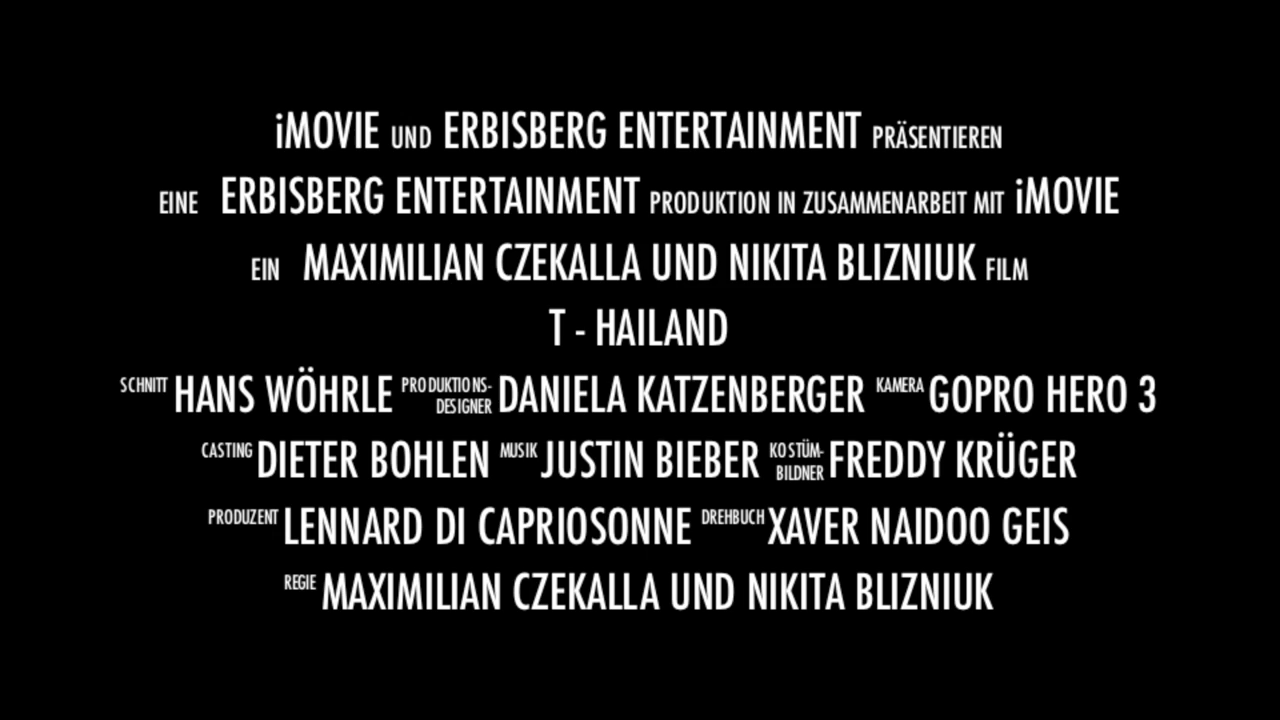 iMOVIE UND ERBISBERG ENTERTAINMENT PRÄSENTIEREN
EINE ERBISBERG ENTERTAINMENT PRODUKTION IN ZUSAMMENARBEIT MIT iMOVIE
EIN MAXIMILIAN CZEKALLA UND NIKITA BLIZNIUK FILM
T - HAILAND
SCHNITT HANS WÖHRLE PRODUKTIONS-DESIGNER DANIELA KATZENBERGER KAMERA GOPRO HERO 3
CASTING DIETER BOHLEN MUSIK JUSTIN BIEBER KOSTÜM-BILDNER FREDDY KRÜGER
PRODUZENT LENNARD DI CAPRIOSONNE DREHBUCH XAVER NAIDOO GEIS
REGIE MAXIMILIAN CZEKALLA UND NIKITA BLIZNIUK